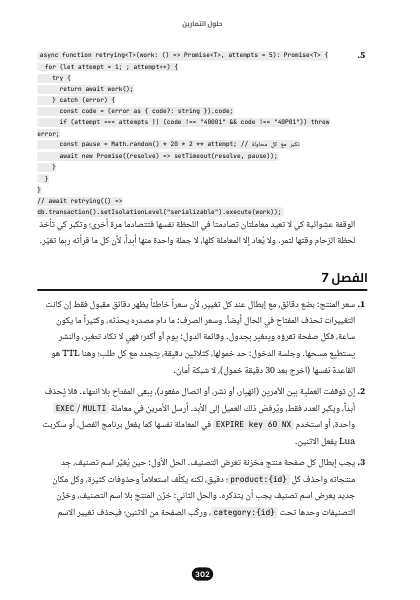 حلول التمارين
5. async function retrying<T>(work: () => Promise<T>, attempts = 5): Promise<T> {
for (let attempt = 1; ; attempt++) {
try {
return await work();
} catch (error) {
const code = (error as { code?: string }).code;
if (attempt === attempts || (code !== "40001" && code !== "40P01")) throw
error;
const pause = Math.random() * 20 * 2 ** attempt; // تكبر مع كل محاولة
await new Promise((resolve) => setTimeout(resolve, pause));
}
}
}
// await retrying(() =>
db.transaction().setIsolationLevel("serializable").execute(work));
الوقفة عشوائية كي لا تعيد معاملتان تصادمتا في اللحظة نفسها فتتصادما مرة أخرى؛ وتكبر كي تأخذ
لحظة الزحام وقتها لتمر. ولا يُعاد إلا المعاملة كلها، لا جملة واحدة منها أبداً، لأن كل ما قرأته ربما تغيّر.
الفصل 7
1. سعر المنتج: بضع دقائق، مع إبطال عند كل تغيير، لأن سعراً خاطئاً يظهر دقائق مقبول فقط إن كانت
التغييرات تحذف المفتاح في الحال أيضاً. وسعر الصرف: ما دام مصدره يحدّثه، وكثيراً ما يكون
ساعة، فكل صفحة تعرفه ويتغير بجدول. وقائمة الدول: يوم أو أكثر؛ فهي لا تكاد تتغير، والنشر
يستطيع مسحها. وجلسة الدخول: حد خمولها، كثلاثين دقيقة، يتجدد مع كل طلب؛ وهنا TTL هو
القاعدة نفسها (اخرج بعد 30 دقيقة خمول)، لا شبكة أمان.
2. إن توقفت العملية بين الأمرين (انهيار، أو نشر، أو اتصال مفقود)، يبقى المفتاح بلا انتهاء. فلا يُحذف
أبداً، ويكبر العدد فقط، ويُرفض ذلك العميل إلى الأبد. أرسل الأمرين في معاملة MULTI / EXEC
واحدة، أو استخدم EXPIRE key 60 NX في المعاملة نفسها كما يفعل برنامج الفصل، أو سكربت
Lua يفعل الاثنين.
3. يجب إبطال كل صفحة منتج مخزنة تعرض التصنيف. الحل الأول: حين يُغيَّر اسم تصنيف، جِد
منتجاته واحذف كل product:{id}؛ دقيق، لكنه يكلّف استعلاماً وحذوفات كثيرة، وكل مكان
جديد يعرض اسم تصنيف يجب أن يتذكره. والحل الثاني: خزّن المنتج بلا اسم التصنيف، وخزّن
التصنيفات وحدها تحت category:{id}، وركّب الصفحة من الاثنين؛ فيحذف تغيير الاسم
302